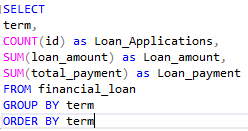 SELECT
term,
COUNT(id) as Loan_Applications,
SUM(loan_amount) as Loan_amount,
SUM(total_payment) as Loan_payment
FROM financial_loan
GROUP BY term
ORDER BY term